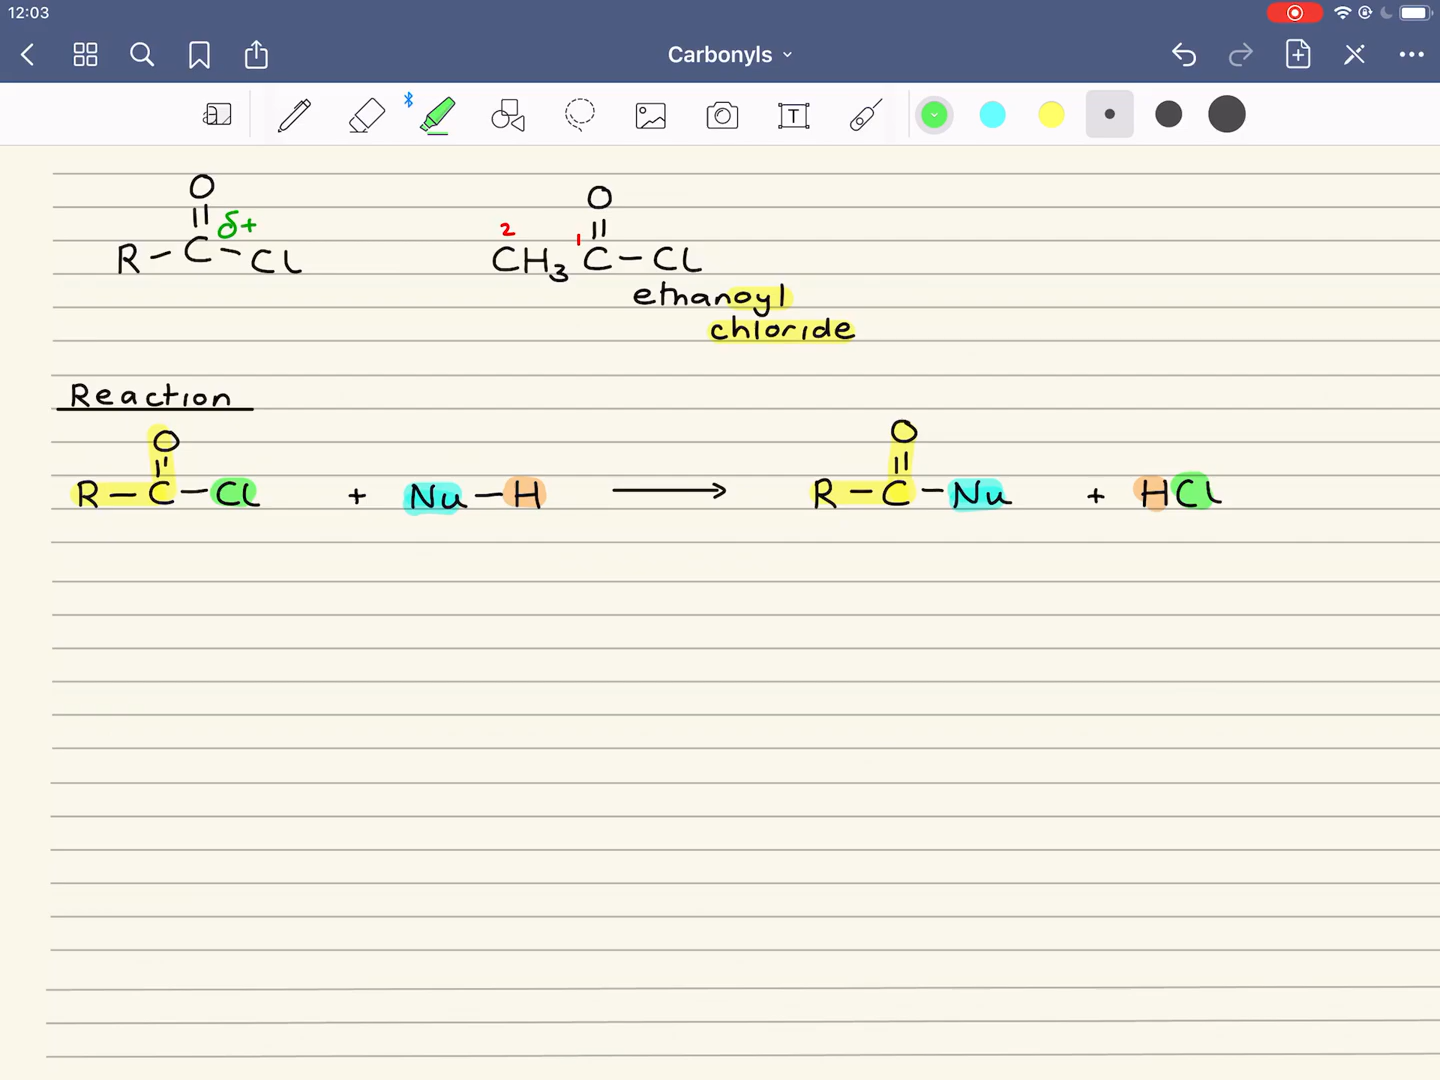 12:03
Carbonyls
T
O
||
δ+
R – C – Cl
O
||
2 1
CH₃ C – Cl
ethanoyl
chloride
Reaction
O O
|| ||
R – C – Cl + Nu – H ⟶ R – C – Nu + HCl